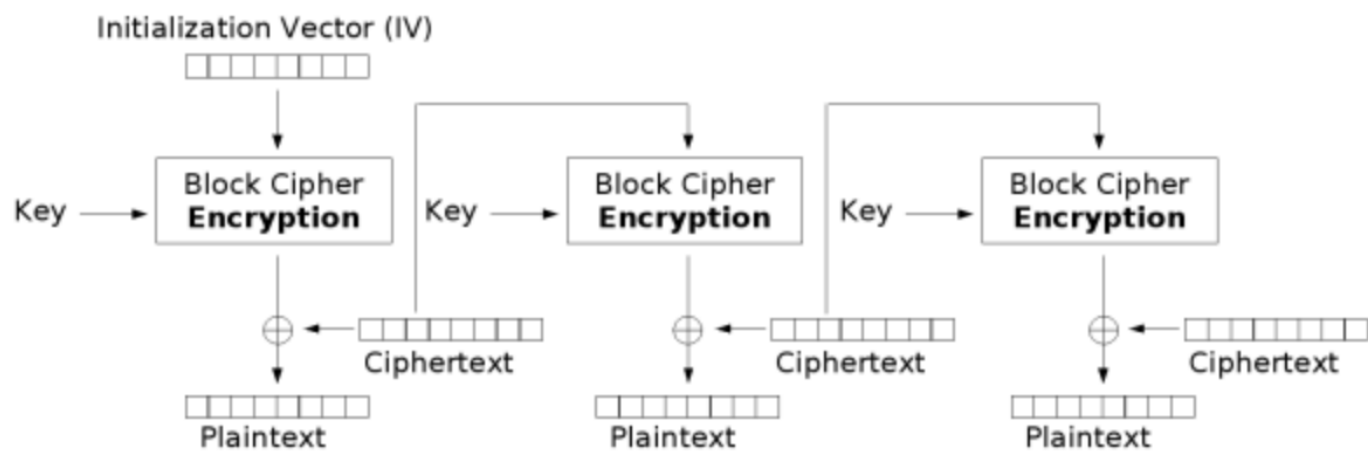 Initialization Vector (IV)
Key
Block Cipher
Encryption
Key
Block Cipher
Encryption
Key
Block Cipher
Encryption
Ciphertext
Ciphertext
Ciphertext
Plaintext
Plaintext
Plaintext